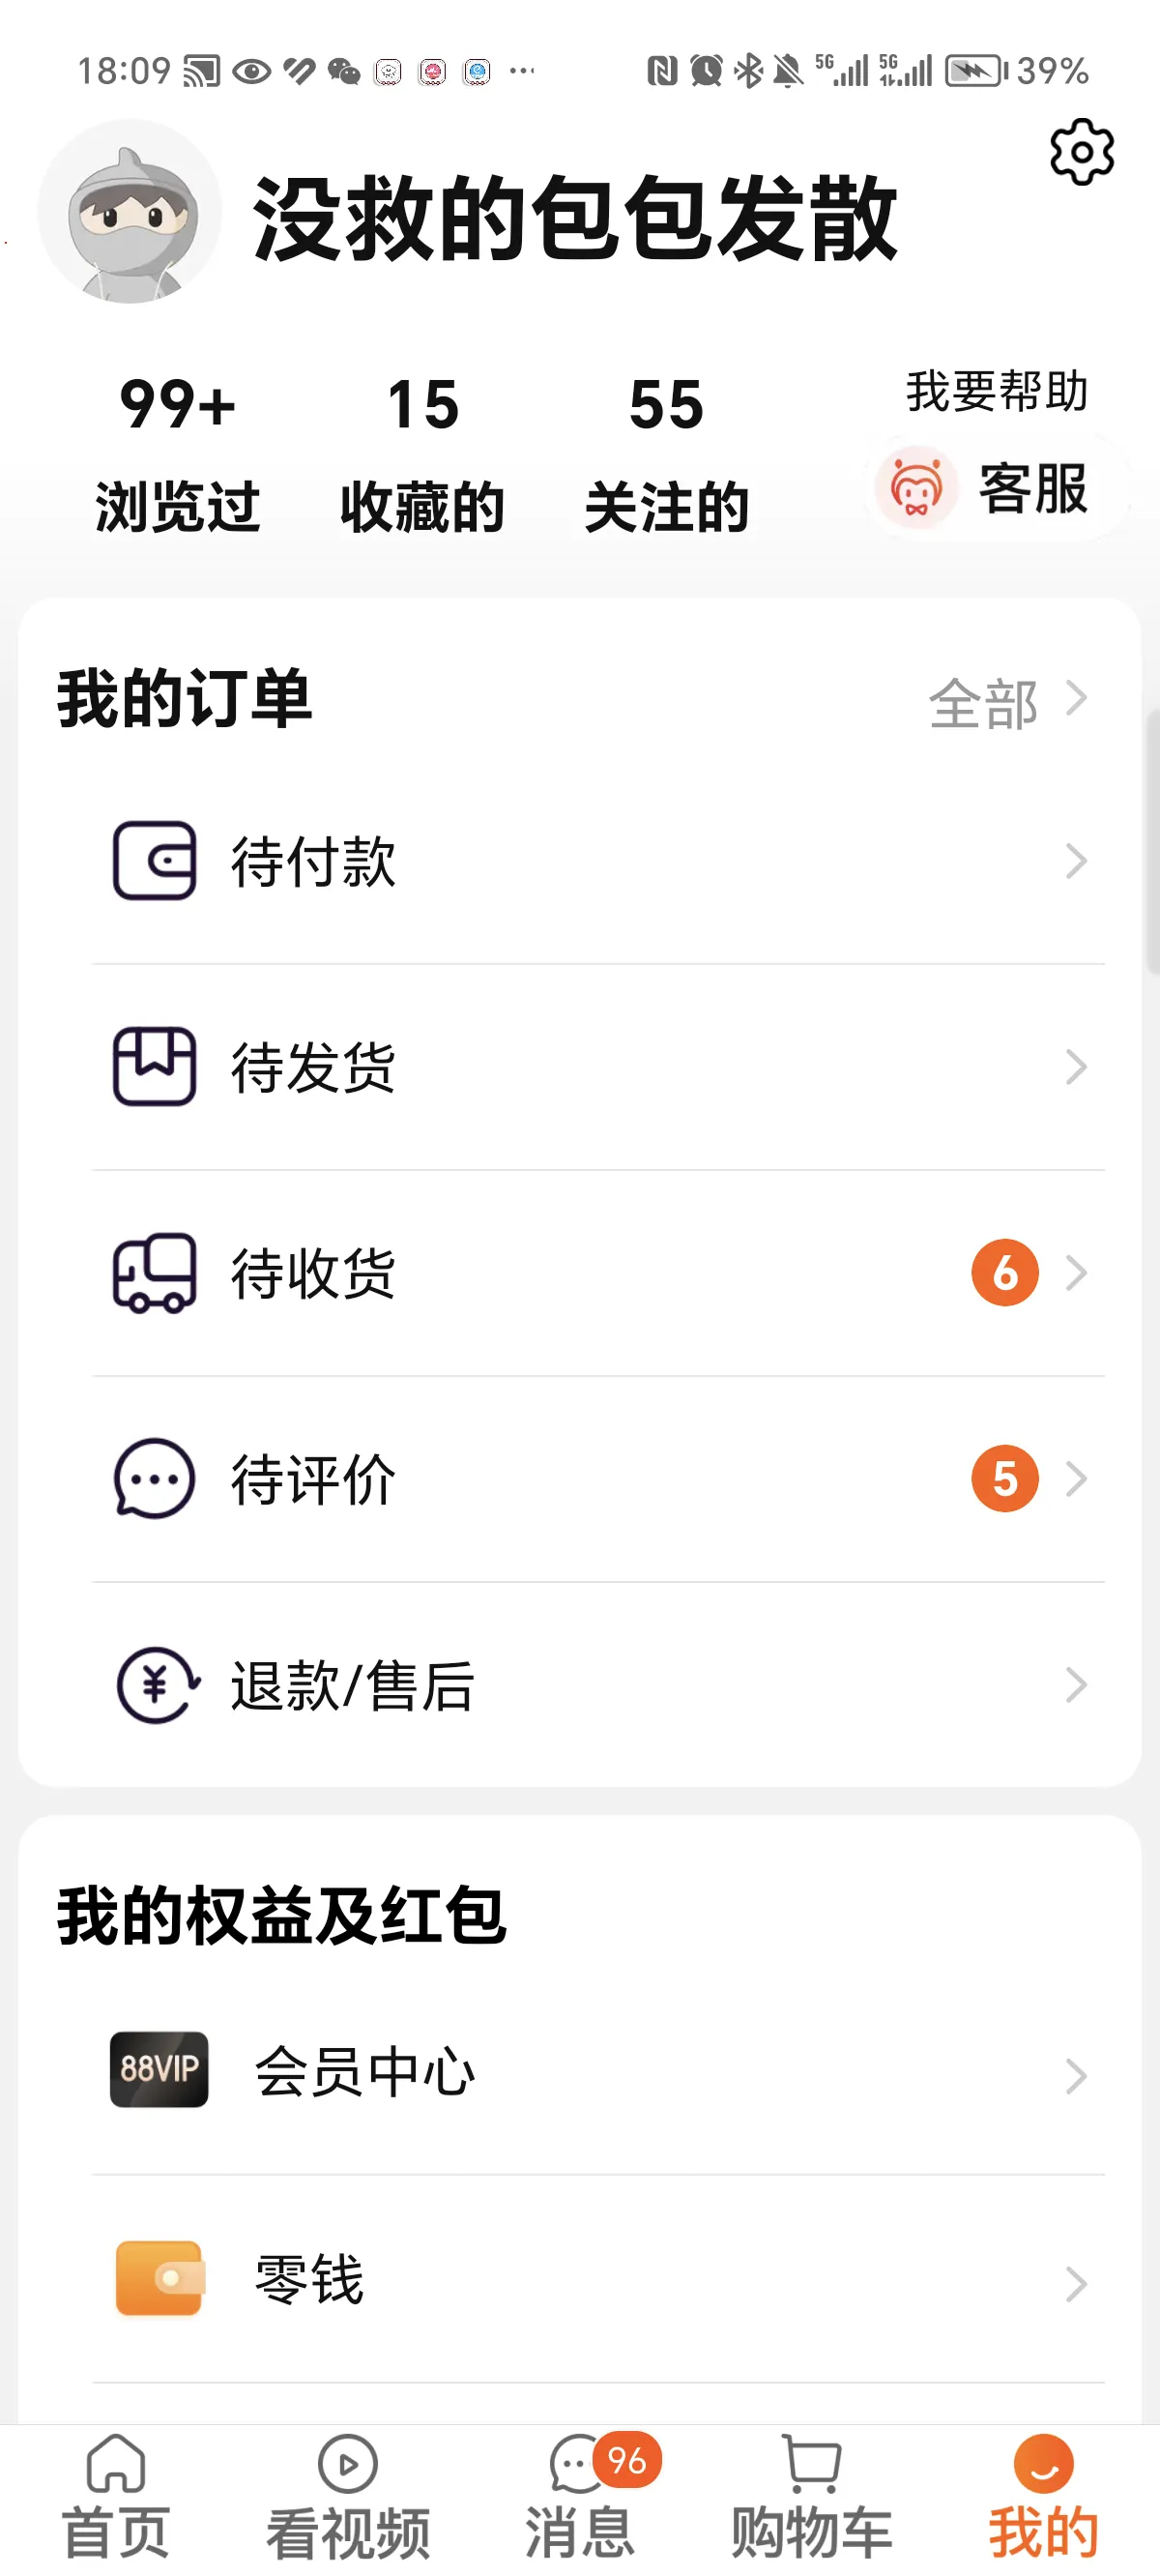 18:09 5G 5G 39%
没救的包包发散
99+ 15 55 我要帮助
浏览过 收藏的 关注的 客服
我的订单 全部
待付款
待发货
待收货 6
待评价 5
退款/售后
我的权益及红包
88VIP 会员中心
零钱
96
首页 看视频 消息 购物车 我的